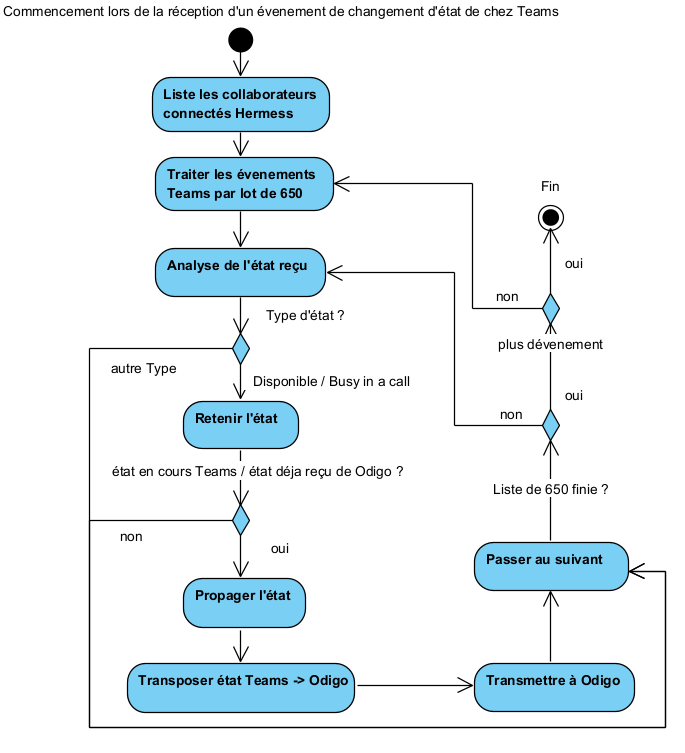 Commencement lors de la réception d'un évenement de changement d'état de chez Teams
Liste les collaborateurs
connectés Hermess
Traiter les évenements
Teams par lot de 650
Fin
Analyse de l'état reçu
oui
non
Type d'état ?
plus dévenement
autre Type
Disponible / Busy in a call
oui
non
Retenir l'état
état en cours Teams / état déja reçu de Odigo ?
Liste de 650 finie ?
non
oui
Passer au suivant
Propager l'état
Transposer état Teams -> Odigo
Transmettre à Odigo